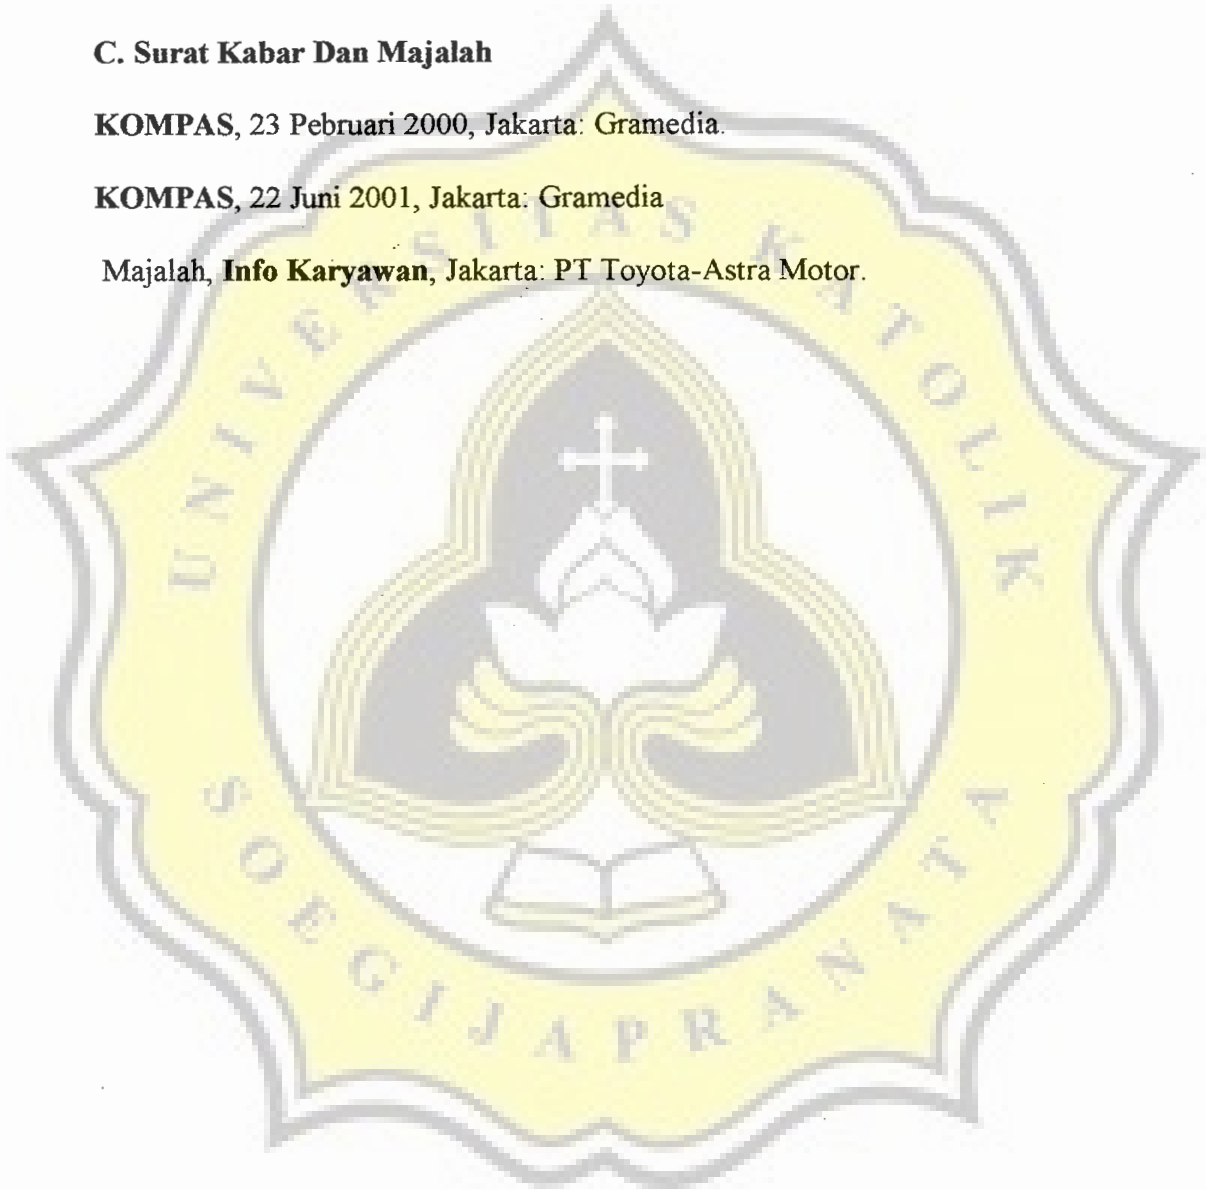 C. Surat Kabar Dan Majalah
KOMPAS, 23 Pebruari 2000, Jakarta: Gramedia.
KOMPAS, 22 Juni 2001, Jakarta: Gramedia
Majalah, Info Karyawan, Jakarta: PT Toyota-Astra Motor.
UNIVERSITAS KATOLIK
SOEGIJAPRANATA